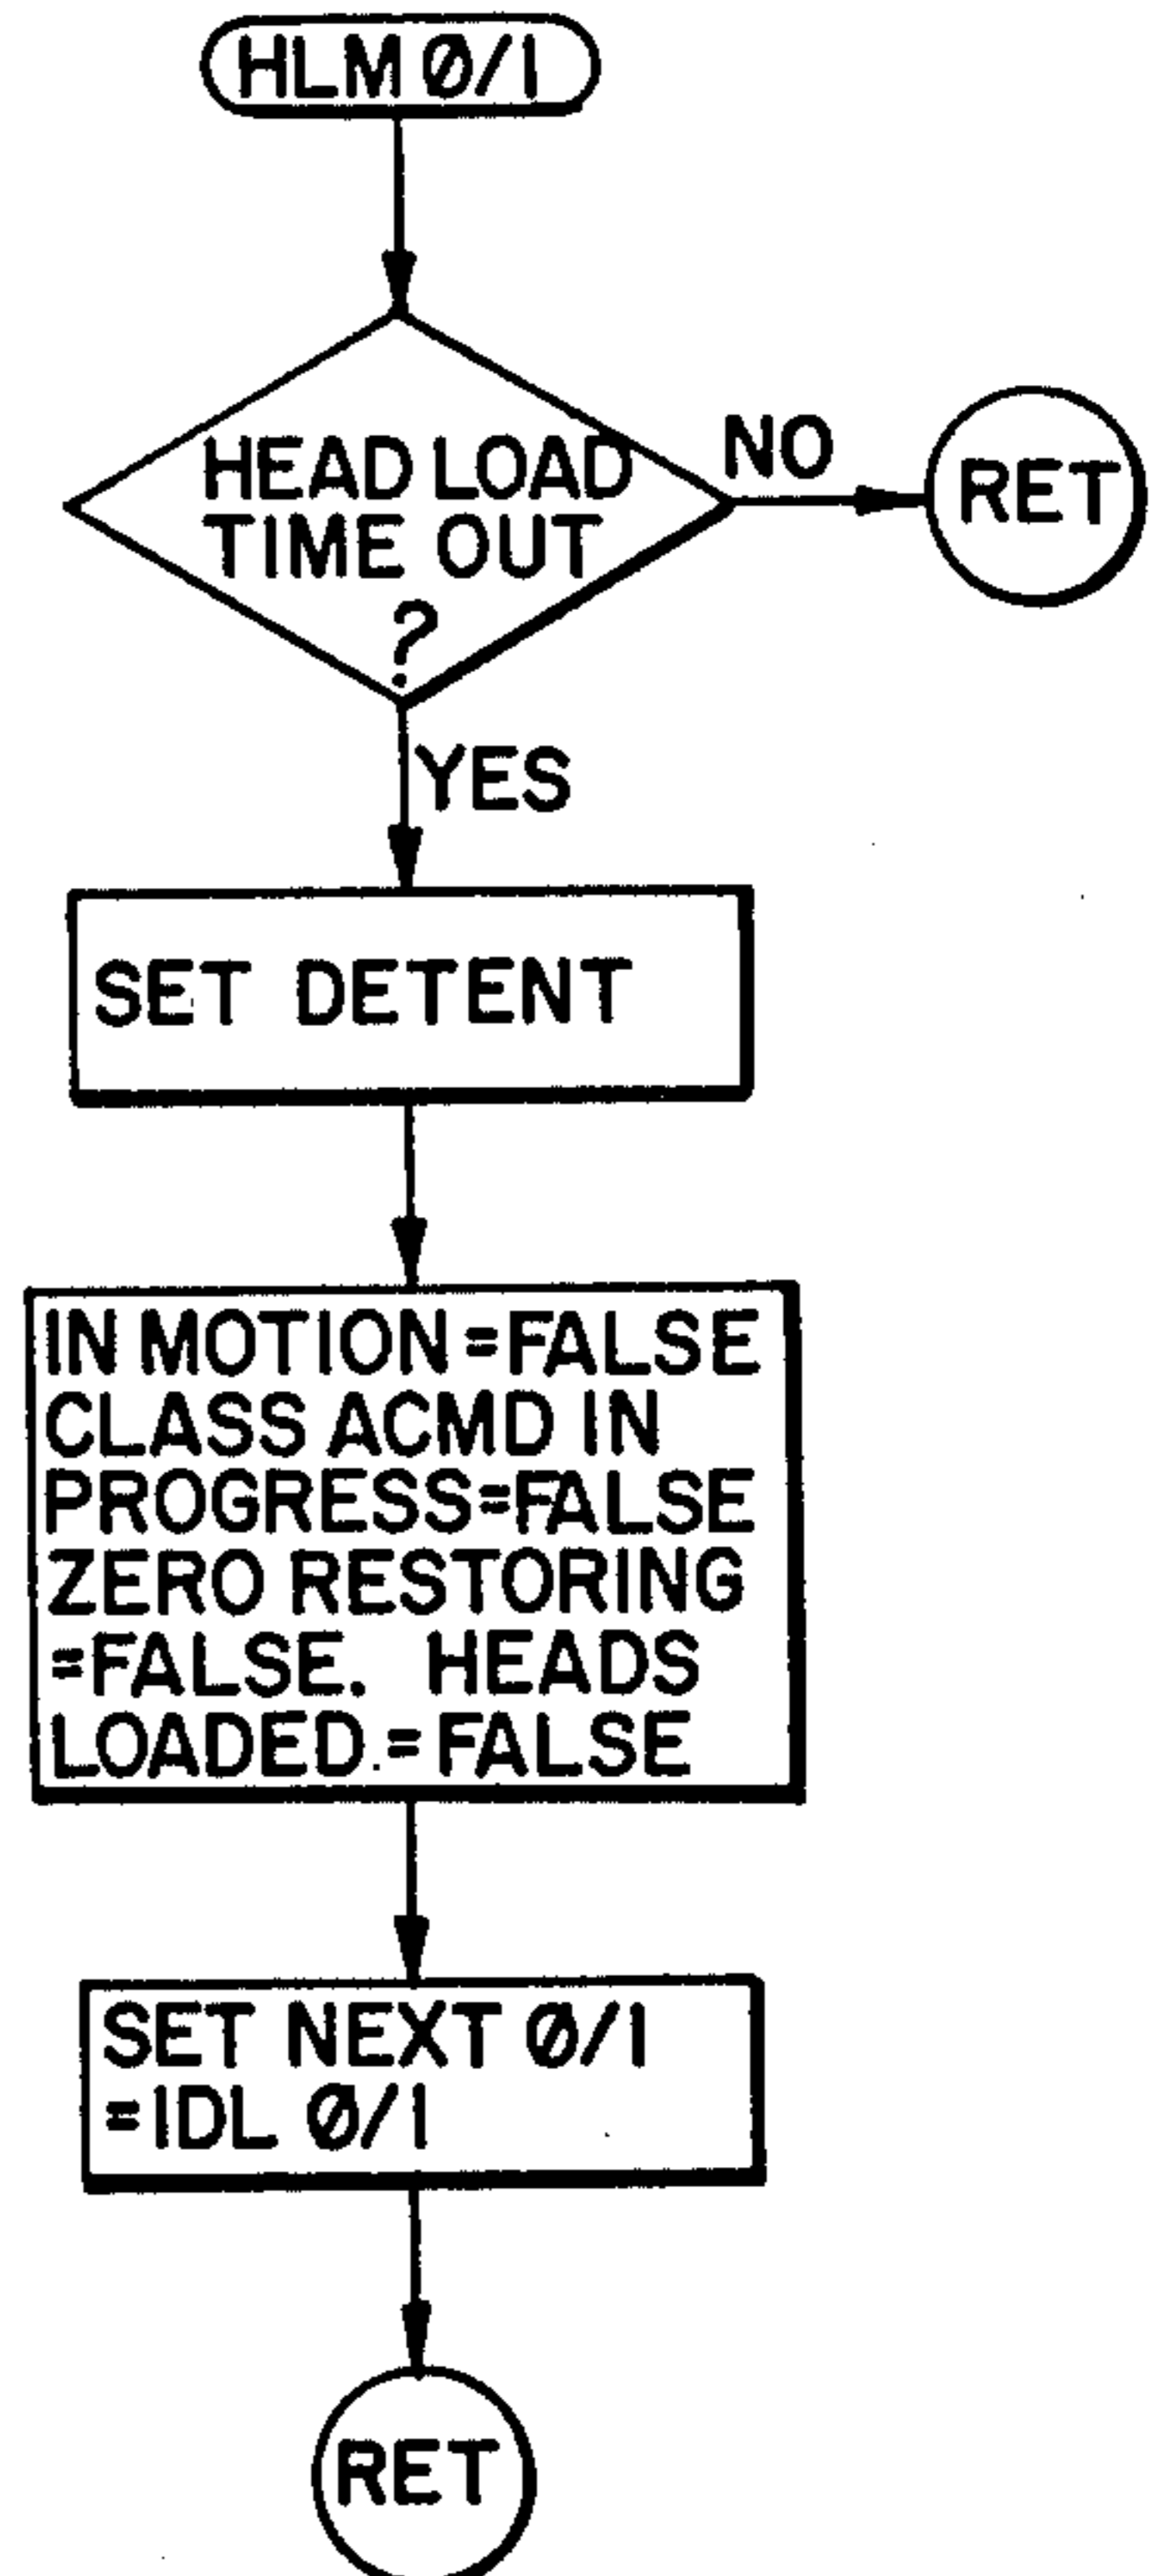 HLM Ø/1
HEAD LOAD
TIME OUT
?
NO
RET
YES
SET DETENT
IN MOTION=FALSE
CLASS ACMD IN
PROGRESS=FALSE
ZERO RESTORING
=FALSE. HEADS
LOADED.=FALSE
SET NEXT Ø/1
=IDL Ø/1
RET